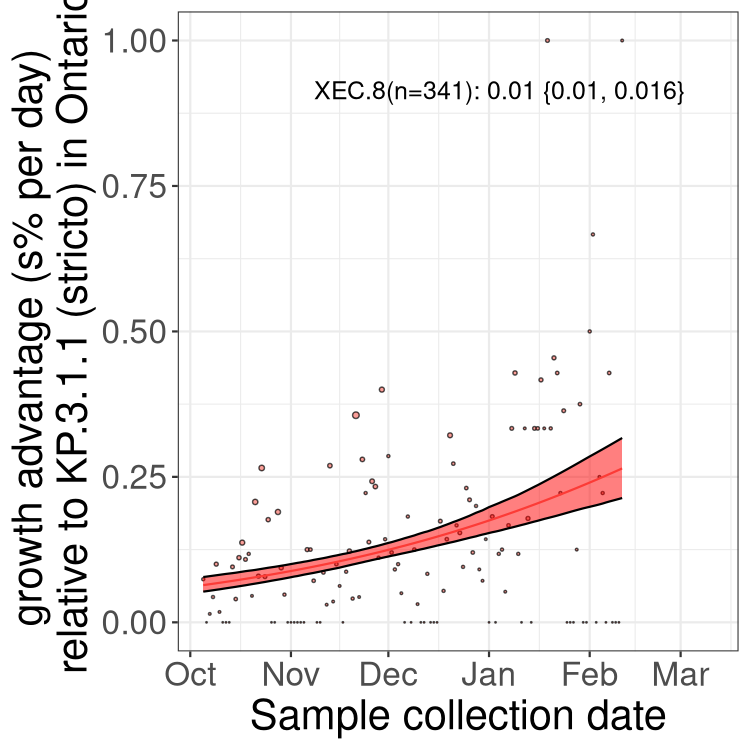 growth advantage (s% per day)
relative to KP.3.1.1 (stricto) in Ontario
1.00
0.75
0.50
0.25
0.00
XEC.8(n=341): 0.01 {0.01, 0.016}
Oct Nov Dec Jan Feb Mar
Sample collection date